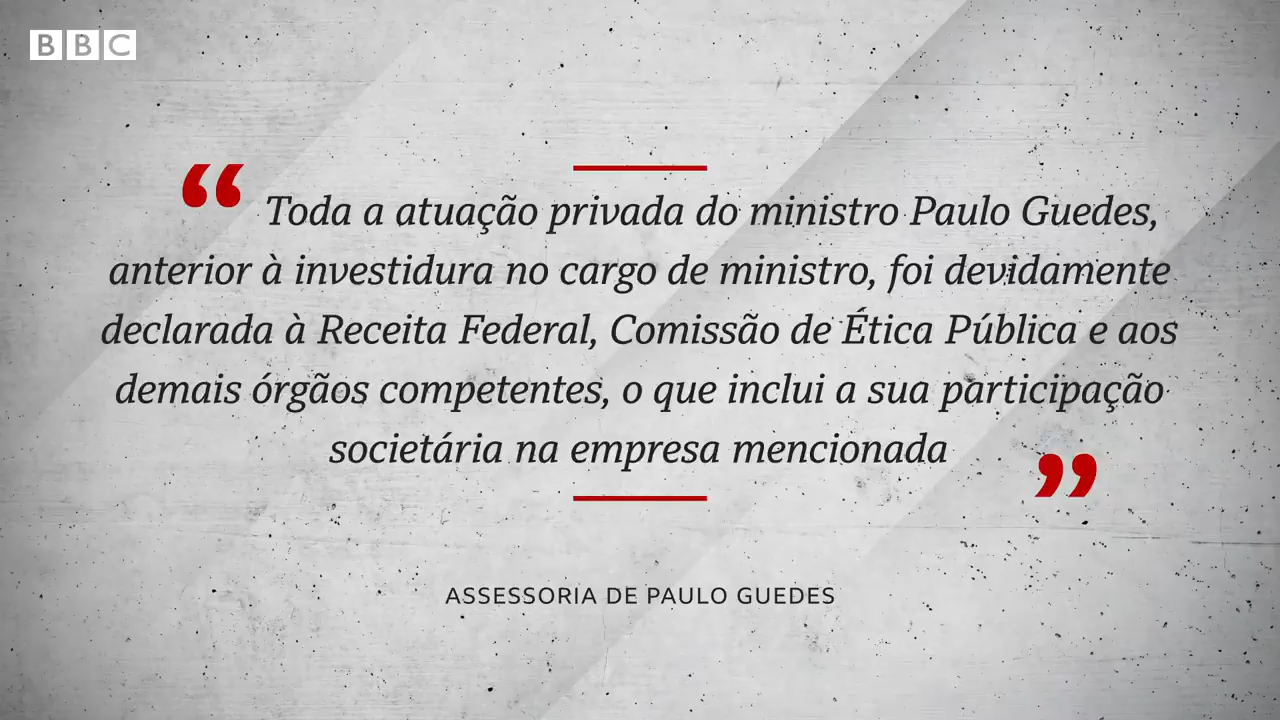 BBC
“ Toda a atuação privada do ministro Paulo Guedes,
anterior à investidura no cargo de ministro, foi devidamente
declarada à Receita Federal, Comissão de Ética Pública e aos
demais órgãos competentes, o que inclui a sua participação
societária na empresa mencionada ”
ASSESSORIA DE PAULO GUEDES